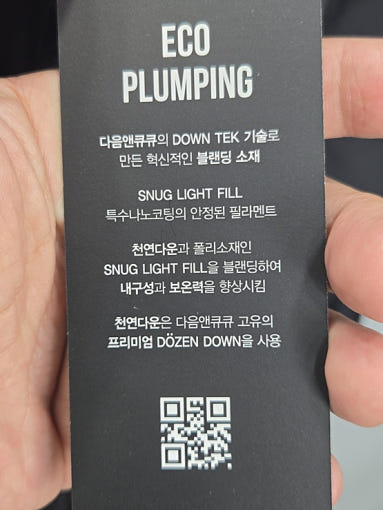 ECO
PLUMPING
다음앤큐큐의 DOWN TEK 기술로
만든 혁신적인 블랜딩 소재
SNUG LIGHT FILL
특수나노코팅의 안정된 필라멘트
천연다운과 폴리소재인
SNUG LIGHT FILL을 블랜딩하여
내구성과 보온력을 향상시킴
천연다운은 다음앤큐큐 고유의
프리미엄 DÖZEN DOWN을 사용